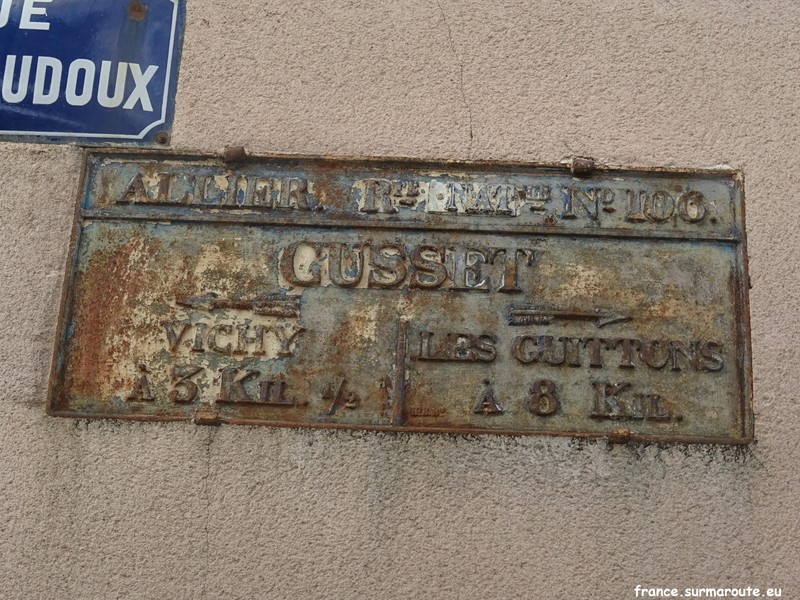 UE
UDOUX
ALLIER. Rte NATle No 106.
CUSSET
VICHY
À 3 KIL. 1/2
LES GUITTONS
À 8 KIL.
france.surmaroute.eu